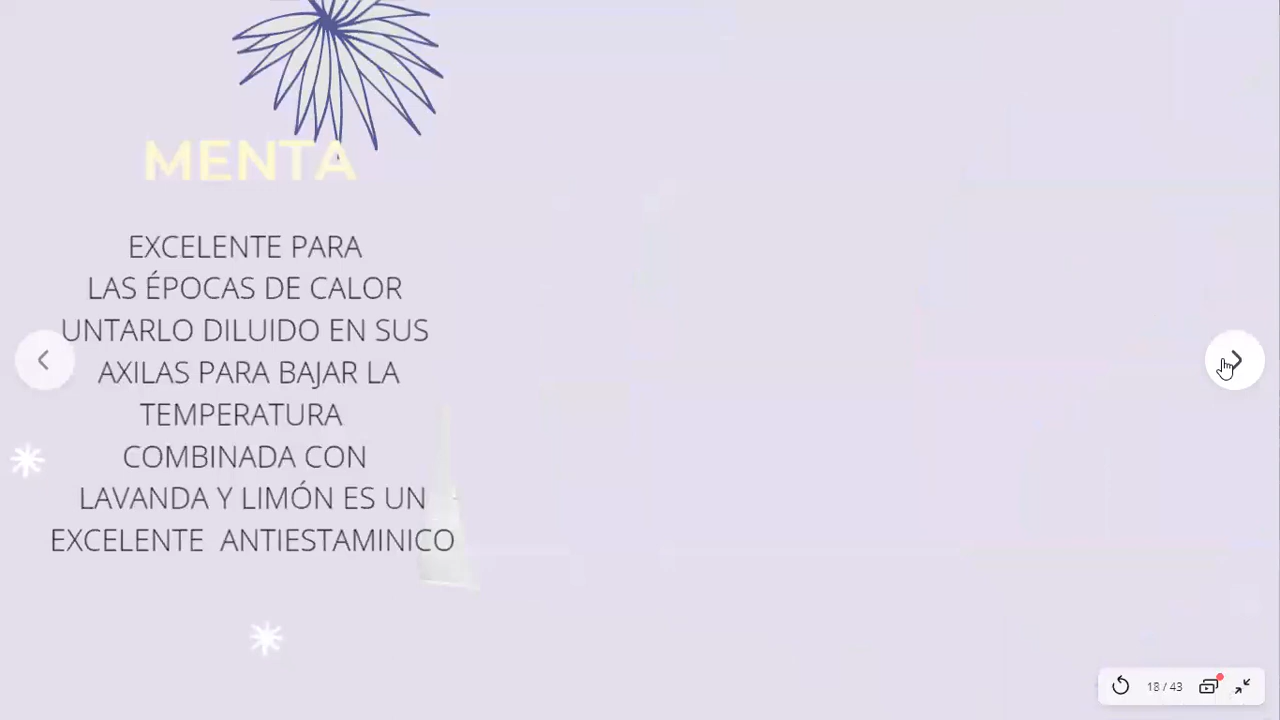 MENTA
EXCELENTE PARA
LAS ÉPOCAS DE CALOR
UNTARLO DILUIDO EN SUS
AXILAS PARA BAJAR LA
TEMPERATURA
COMBINADA CON
LAVANDA Y LIMÓN ES UN
EXCELENTE ANTIESTAMINICO
18 / 43